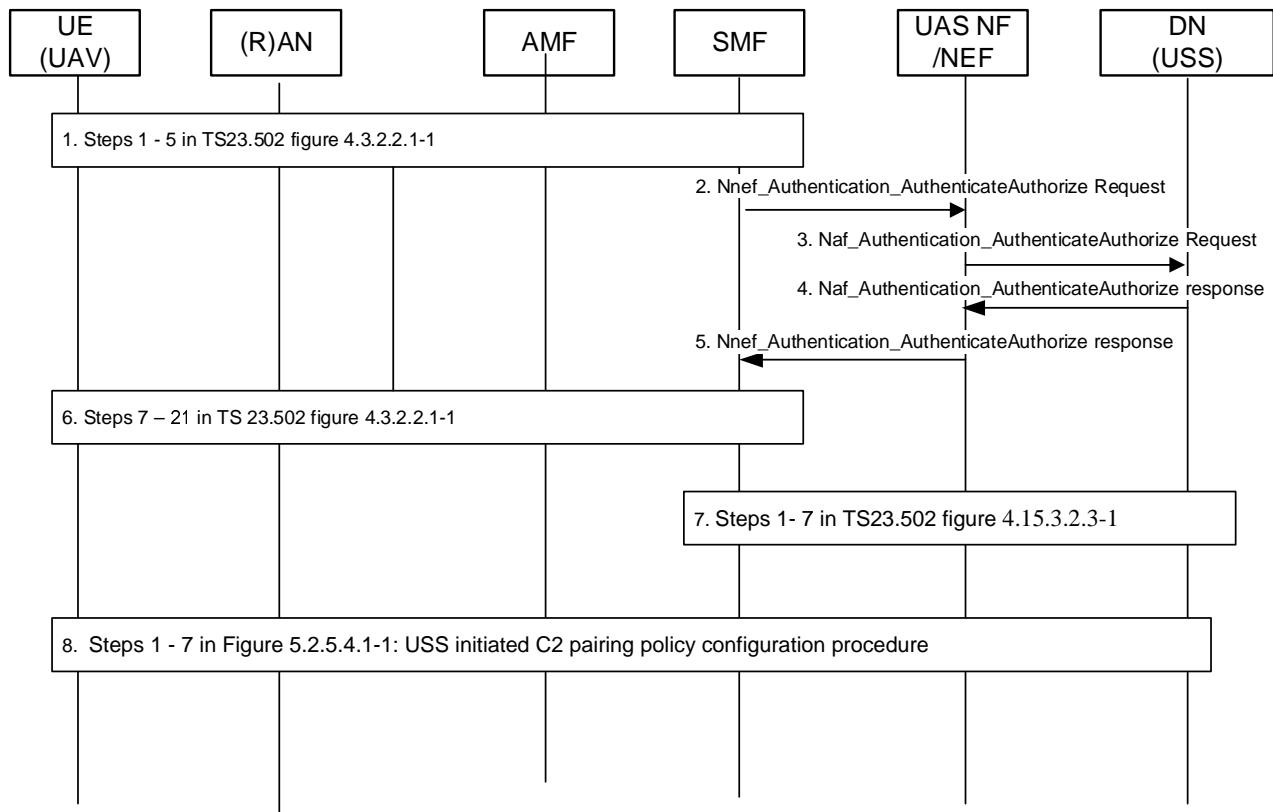 UE
(UAV)
(R)AN
AMF
SMF
UAS NF
/NEF
DN
(USS)
1. Steps 1 - 5 in TS23.502 figure 4.3.2.2.1-1
2. Nnef_Authentication_AuthenticateAuthorize Request
3. Naf_Authentication_AuthenticateAuthorize Request
4. Naf_Authentication_AuthenticateAuthorize response
5. Nnef_Authentication_AuthenticateAuthorize response
6. Steps 7 – 21 in TS 23.502 figure 4.3.2.2.1-1
7. Steps 1- 7 in TS23.502 figure 4.15.3.2.3-1
8. Steps 1 - 7 in Figure 5.2.5.4.1-1: USS initiated C2 pairing policy configuration procedure